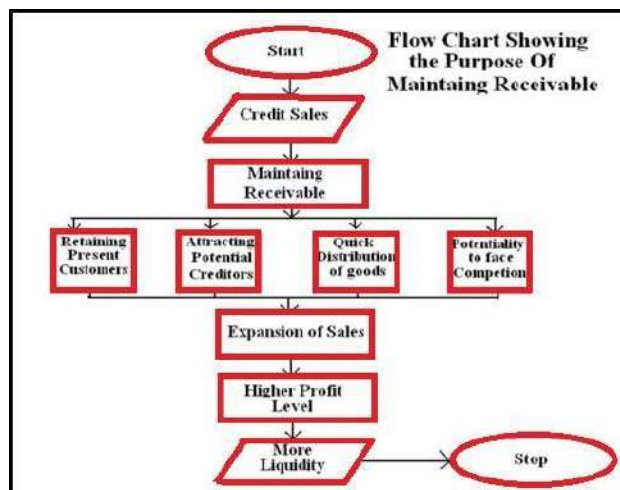 Start
Flow Chart Showing
the Purpose Of
Maintaing Receivable
Credit Sales
Maintaing
Receivable
Retaining
Present
Customers
Attracting
Potential
Creditors
Quick
Distribution
of goods
Potentiality
to face
Competion
Expansion of Sales
Higher Profit
Level
More
Liquidity
Stop